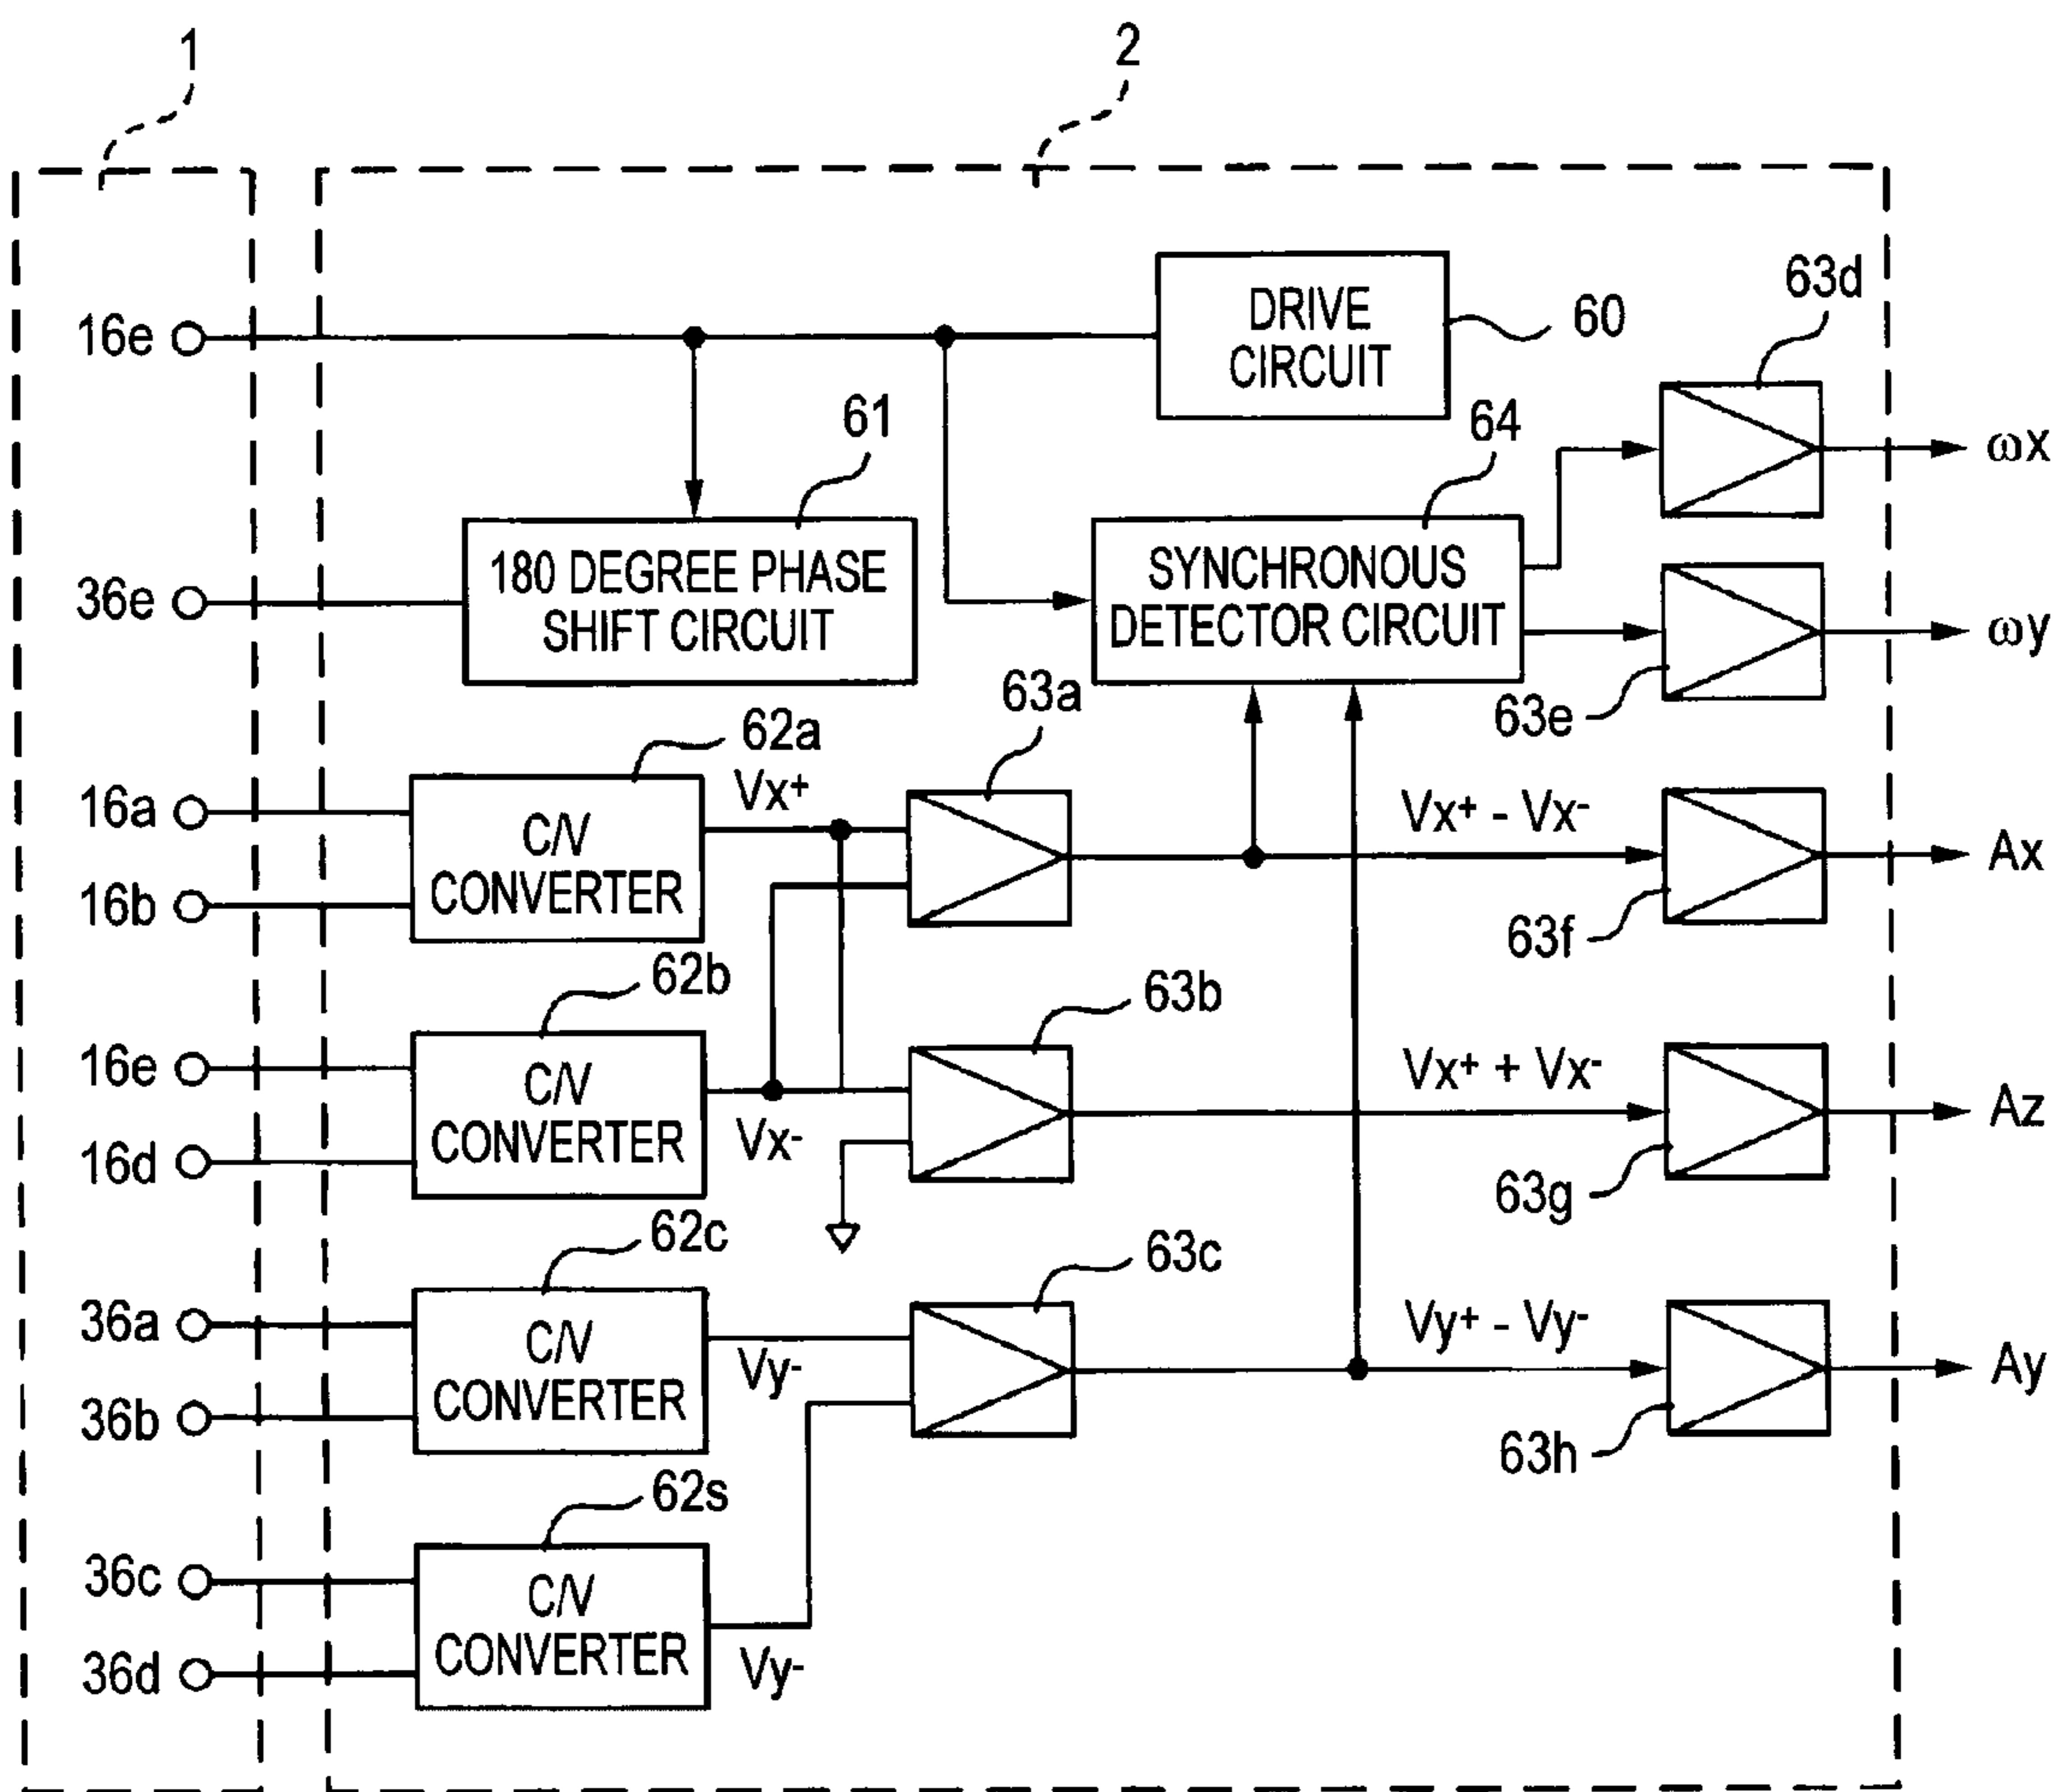 1
2
16e
DRIVE
CIRCUIT
60
63d
ωx
61
64
36e
180 DEGREE PHASE
SHIFT CIRCUIT
SYNCHRONOUS
DETECTOR CIRCUIT
ωy
63e
62a
63a
16a
16b
C/V
CONVERTER
Vx+
Vx+ - Vx-
Ax
63f
62b
63b
16e
16d
C/V
CONVERTER
Vx-
Vx+ + Vx-
Az
63g
62c
63c
36a
36b
C/V
CONVERTER
Vy-
Vy+ - Vy-
Ay
63h
62s
36c
36d
C/V
CONVERTER
Vy-